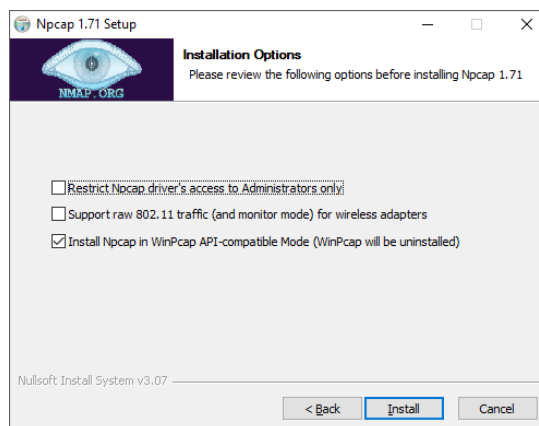 Npcap 1.71 Setup
Installation Options
Please review the following options before installing Npcap 1.71
NMAP.ORG
Restrict Npcap driver's access to Administrators only
Support raw 802.11 traffic (and monitor mode) for wireless adapters
Install Npcap in WinPcap API-compatible Mode (WinPcap will be uninstalled)
Nullsoft Install System v3.07
< Back
Install
Cancel